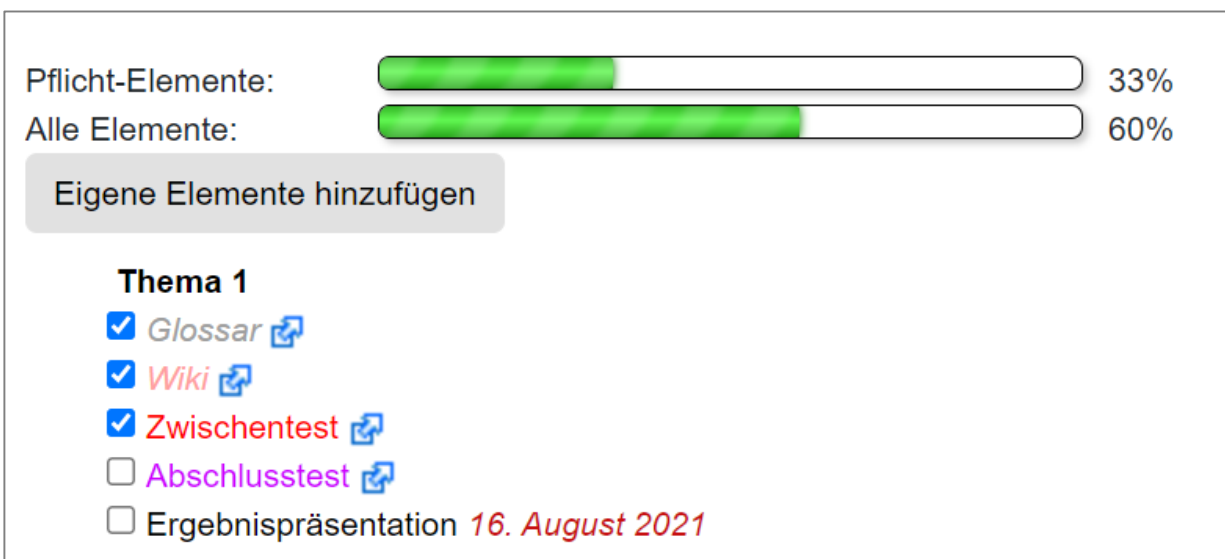 Pflicht-Elemente: 33%
Alle Elemente: 60%
Eigene Elemente hinzufügen
Thema 1
Glossar
Wiki
Zwischentest
Abschlusstest
Ergebnispräsentation 16. August 2021